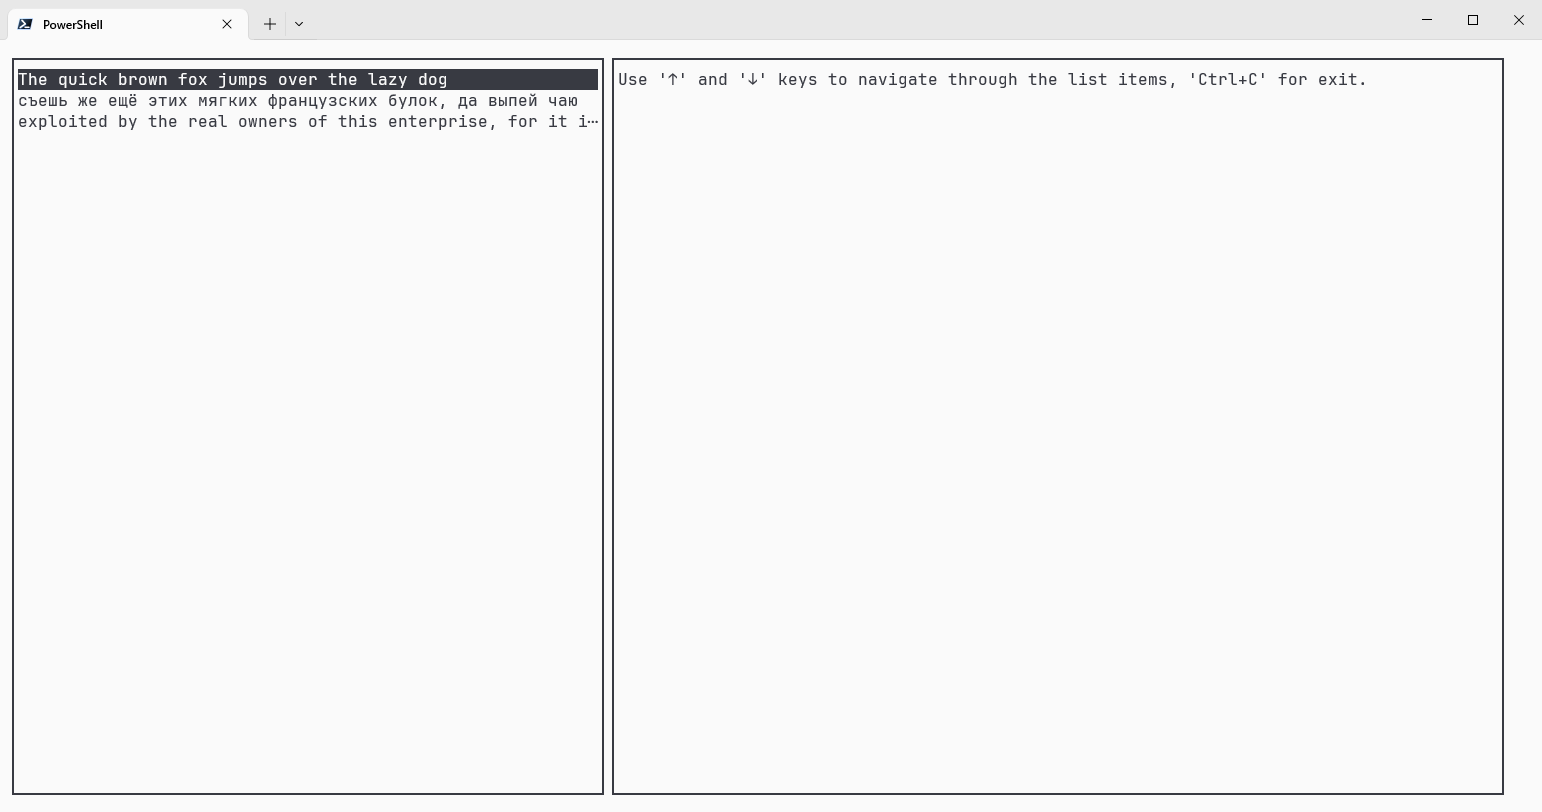 PowerShell
The quick brown fox jumps over the lazy dog
съешь же ещё этих мягких французских булок, да выпей чаю
exploited by the real owners of this enterprise, for it i…
Use '↑' and '↓' keys to navigate through the list items, 'Ctrl+C' for exit.